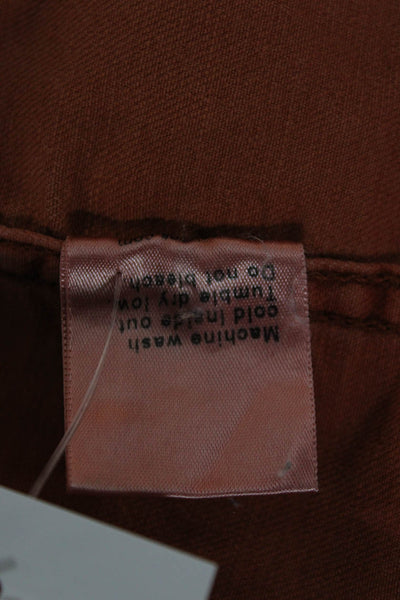 Machine wash
cold inside out
Tumble dry low.
Do not bleach